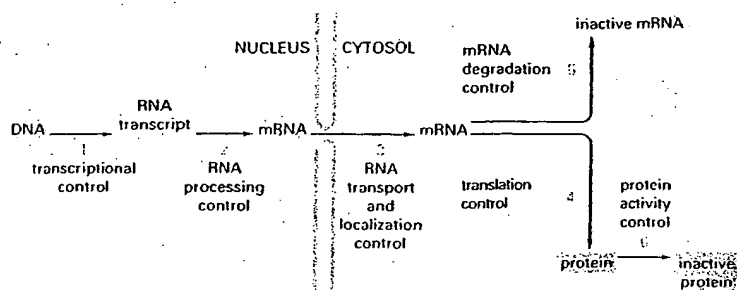 inactive mRNA
NUCLEUS
CYTOSOL
mRNA
degradation
control
5
DNA
RNA
transcript
mRNA
mRNA
1
transcriptional
control
2
RNA
processing
control
3
RNA
transport
and
localization
control
translation
control
4
protein
activity
control
6
protein
inactive
protein